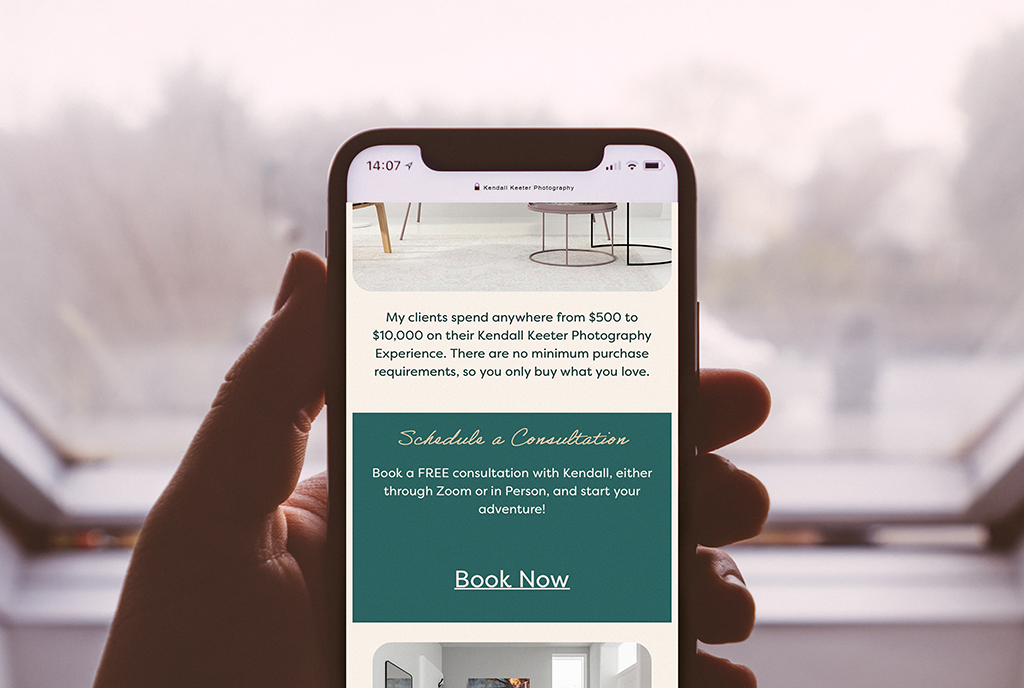 14:07
Kendall Keeter Photography
My clients spend anywhere from $500 to
$10,000 on their Kendall Keeter Photography
Experience. There are no minimum purchase
requirements, so you only buy what you love.
Schedule a Consultation
Book a FREE consultation with Kendall, either
through Zoom or in Person, and start your
adventure!
Book Now